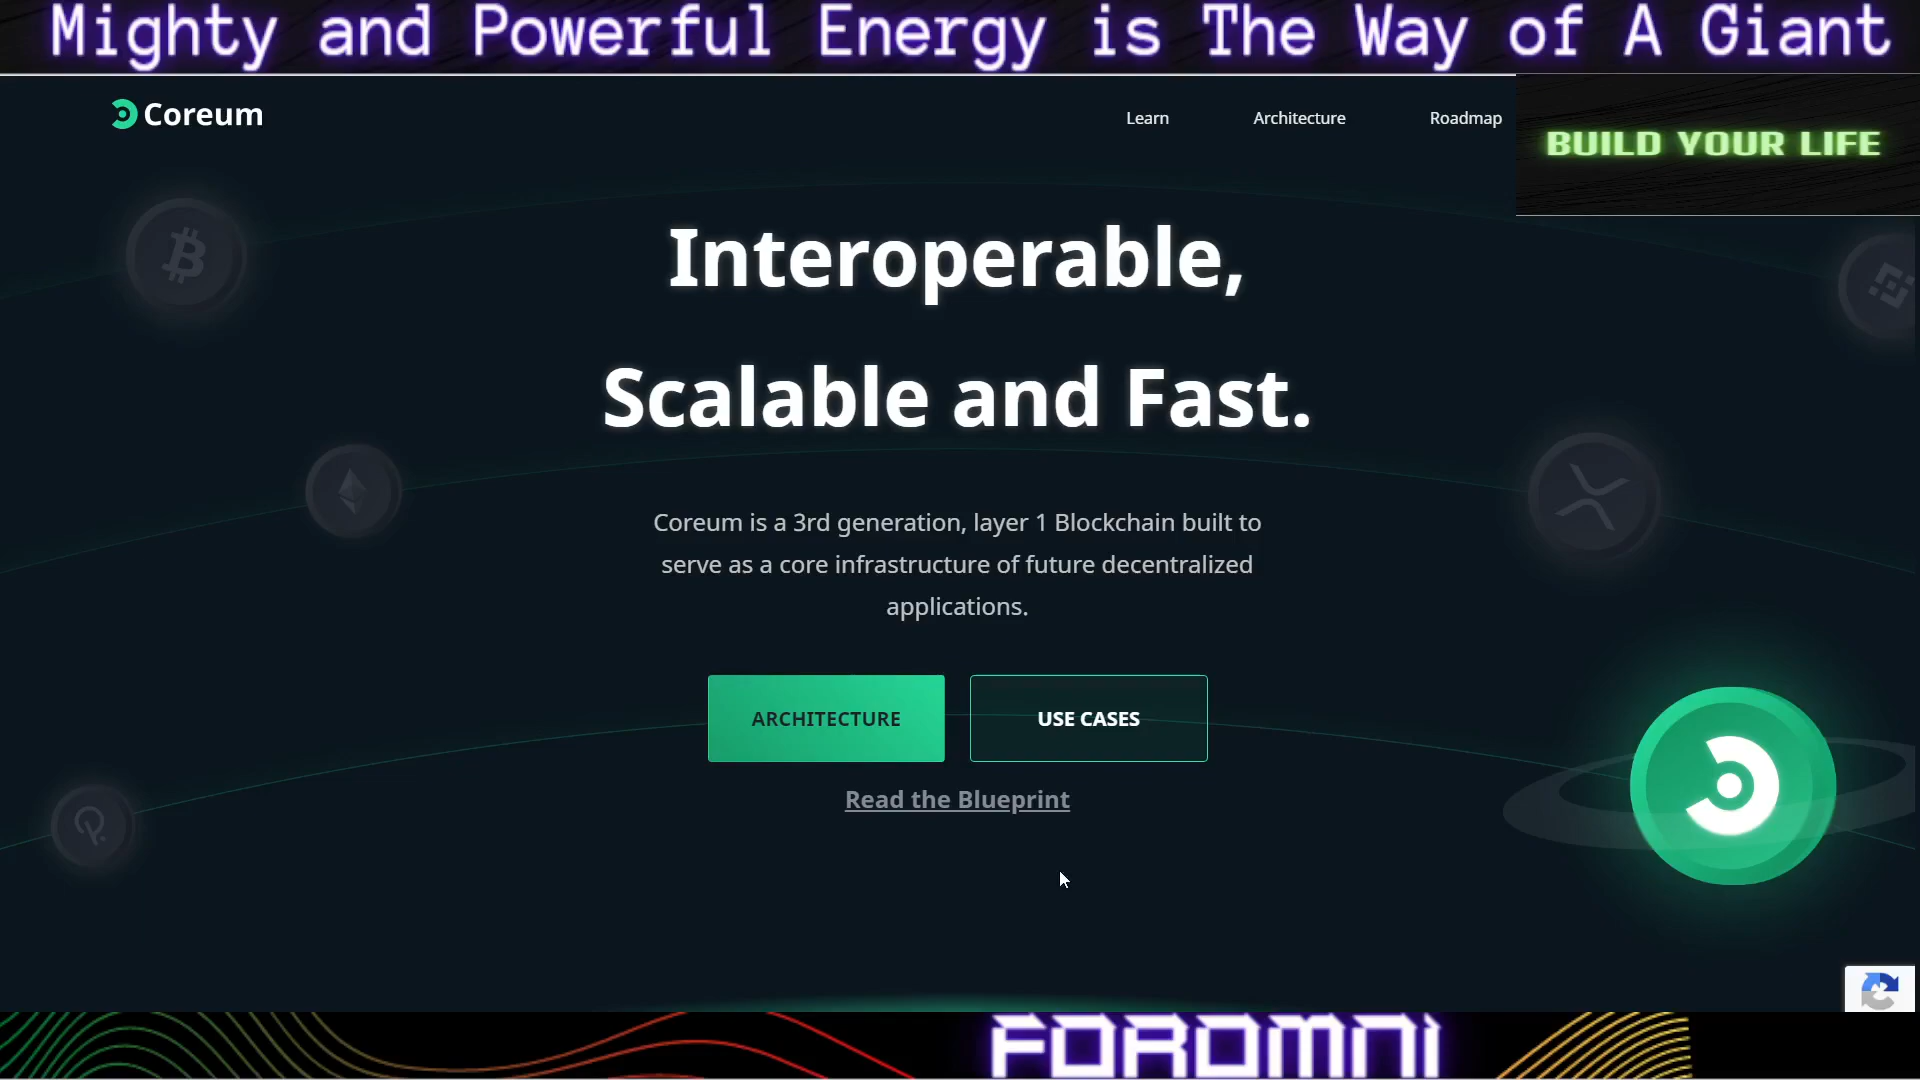 Mighty and Powerful Energy is The Way of A Giant
Coreum
Learn
Architecture
Roadmap
BUILD YOUR LIFE
Interoperable,
Scalable and Fast.
Coreum is a 3rd generation, layer 1 Blockchain built to
serve as a core infrastructure of future decentralized
applications.
ARCHITECTURE
USE CASES
Read the Blueprint
FOROMNI